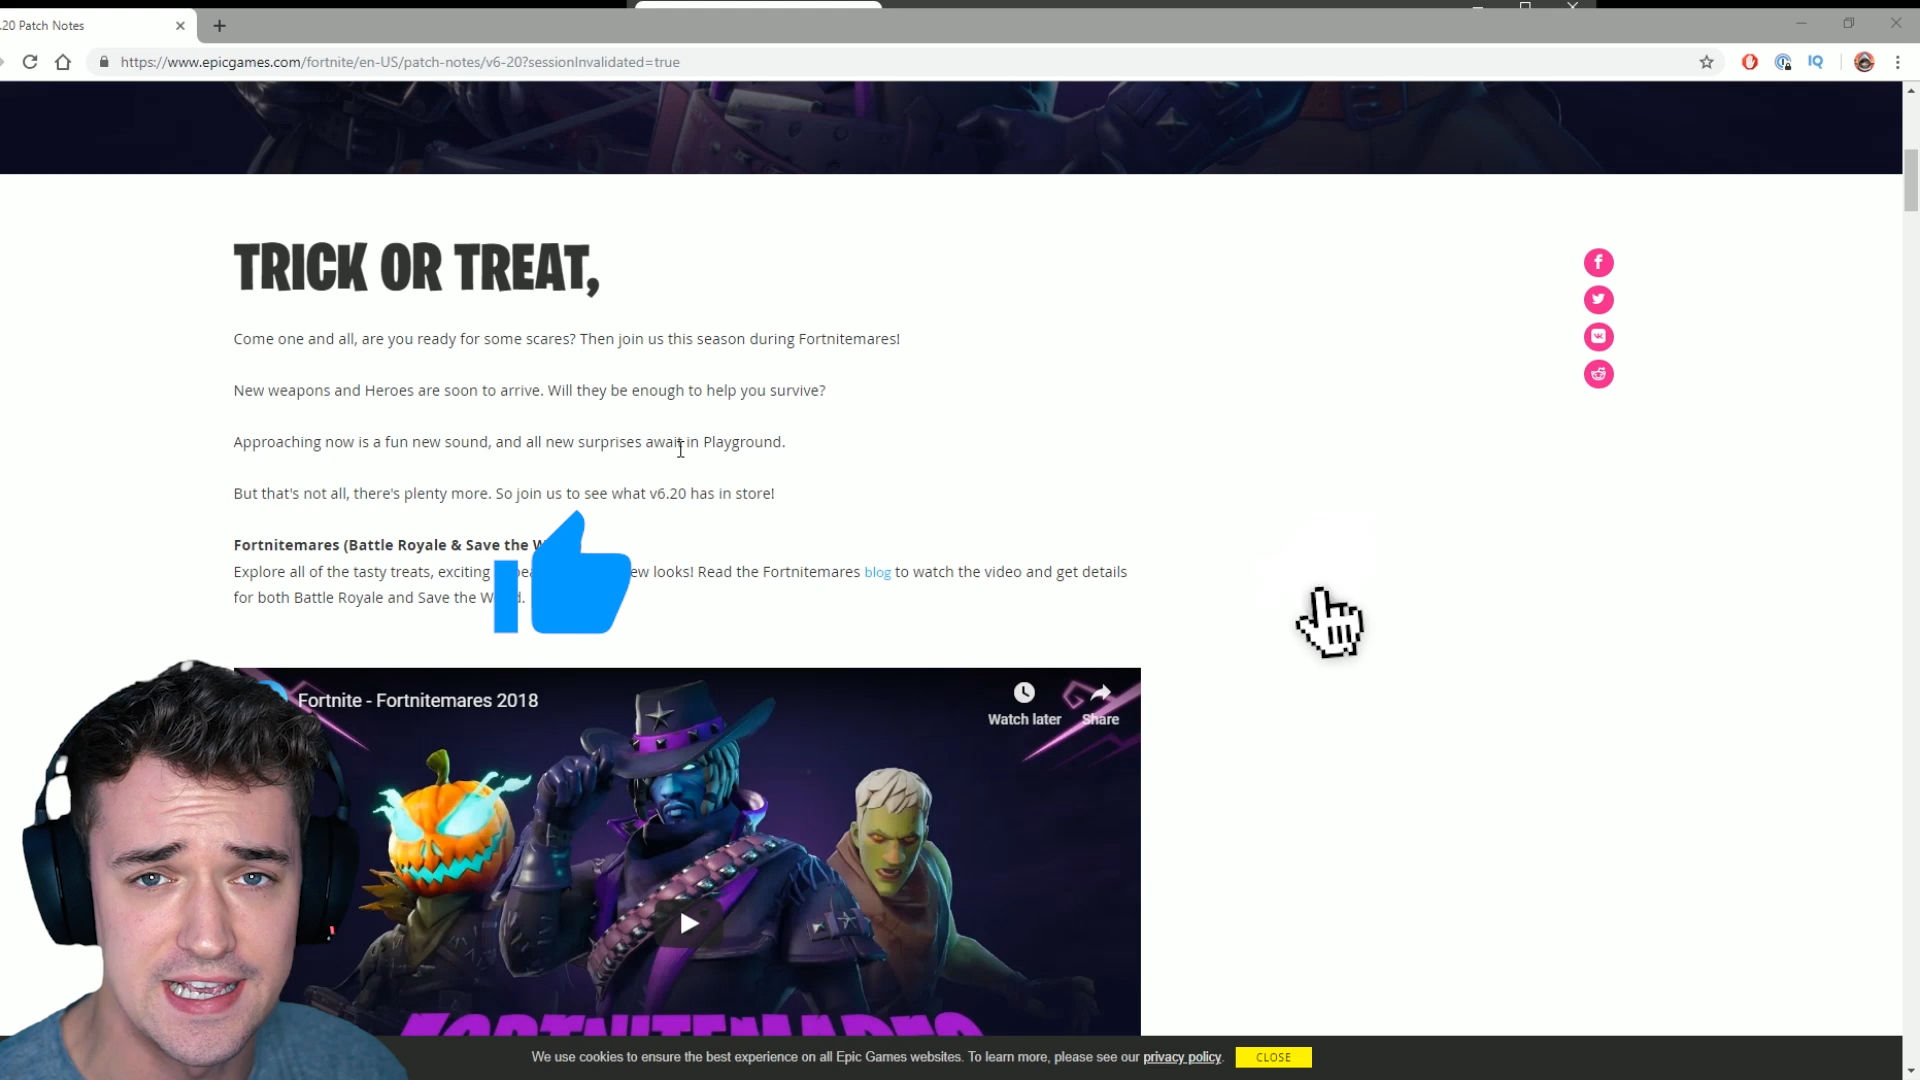 .20 Patch Notes
https://www.epicgames.com/fortnite/en-US/patch-notes/v6-20?sessionInvalidated=true
IQ
TRICK OR TREAT,
Come one and all, are you ready for some scares? Then join us this season during Fortnitemares!
New weapons and Heroes are soon to arrive. Will they be enough to help you survive?
Approaching now is a fun new sound, and all new surprises await in Playground.
But that's not all, there's plenty more. So join us to see what v6.20 has in store!
Fortnitemares (Battle Royale & Save the
Explore all of the tasty treats, exciting ew looks! Read the Fortnitemares blog to watch the video and get details
for both Battle Royale and Save the
Fortnite - Fortnitemares 2018
Watch later
Share
FORTNITEMARES
We use cookies to ensure the best experience on all Epic Games websites. To learn more, please see our privacy policy.
CLOSE